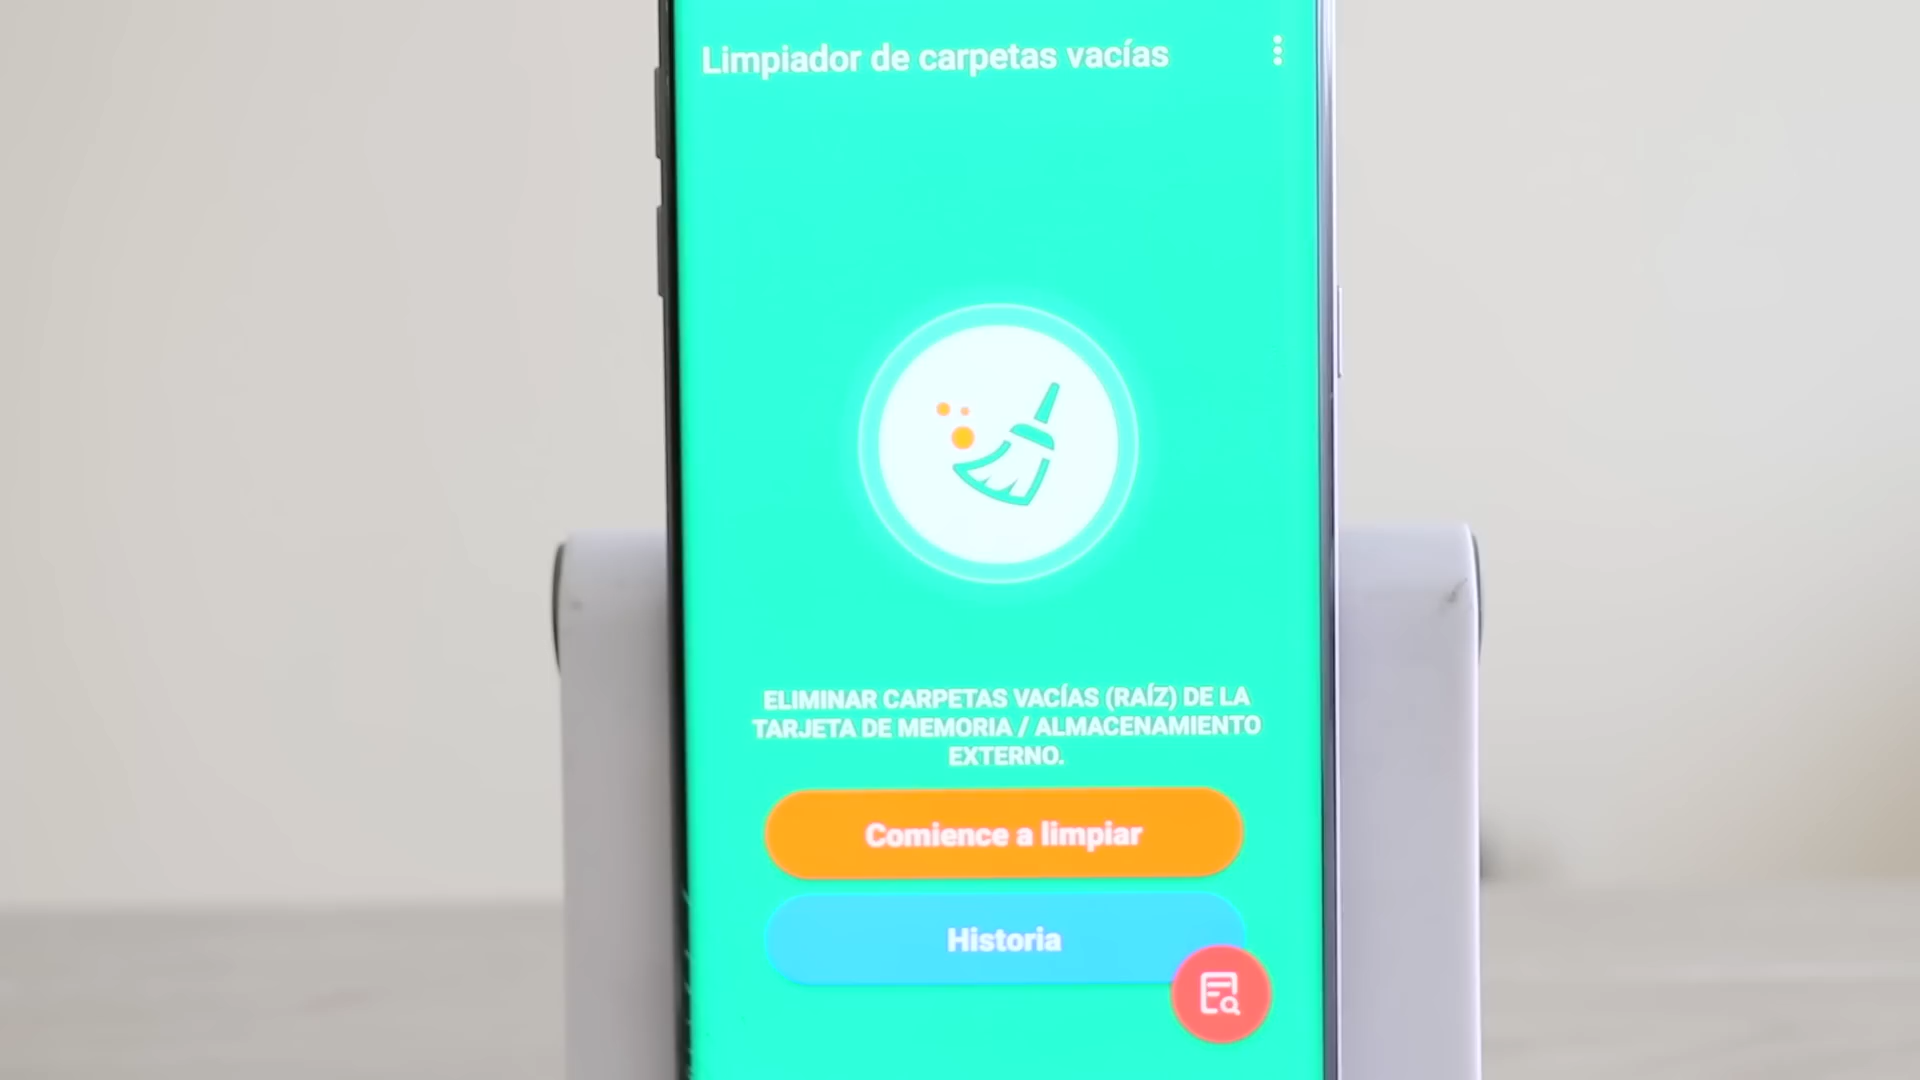 Limpiador de carpetas vacías
ELIMINAR CARPETAS VACÍAS (RAÍZ) DE LA
TARJETA DE MEMORIA / ALMACENAMIENTO
EXTERNO.
Comience a limpiar
Historia